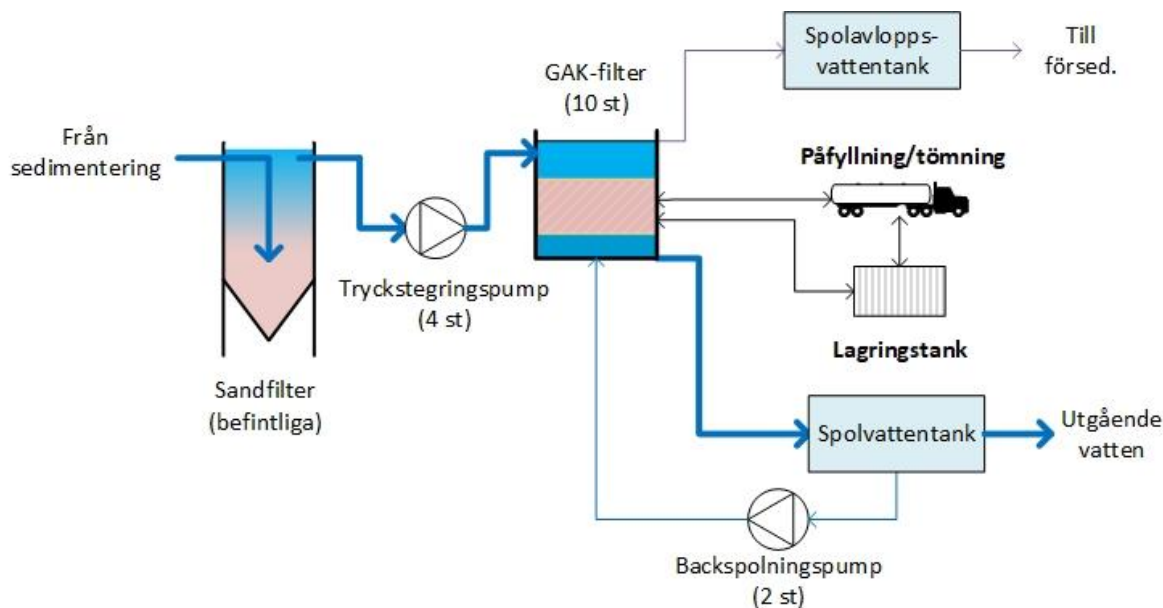 Från
sedimentering
Sandfilter
(befintliga)
Tryckstegringspump
(4 st)
GAK-filter
(10 st)
Spolavlopps-
vattentank
Till
försed.
Påfyllning/tömning
Lagringstank
Spolvattentank
Utgående
vatten
Backspolningspump
(2 st)